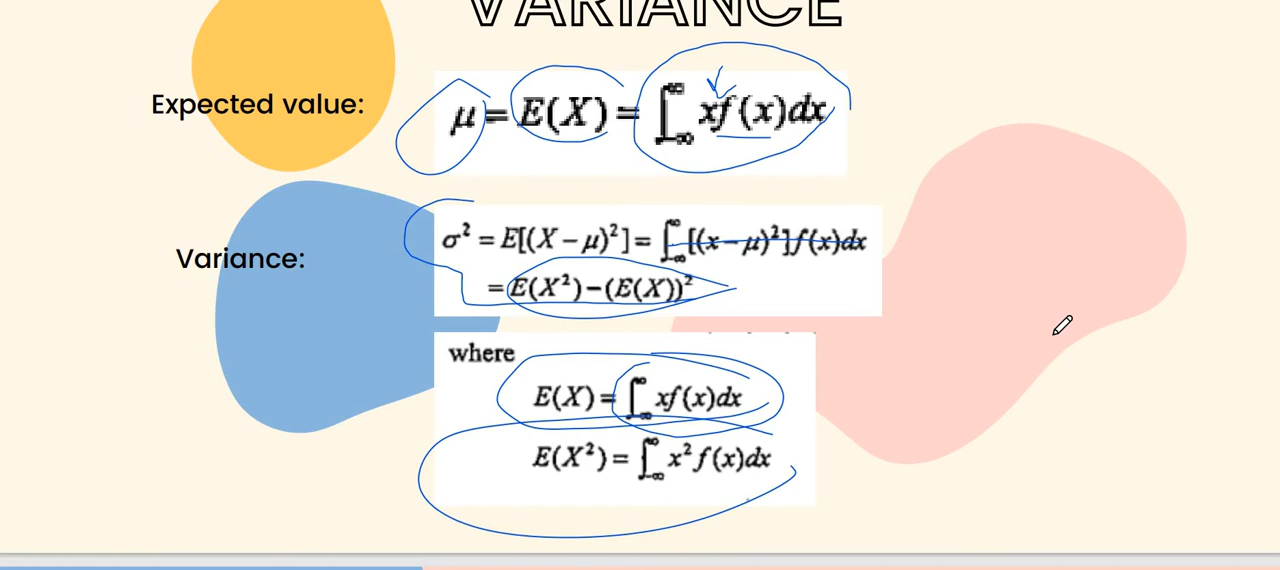 VARIANCE
Expected value:
μ = E(X) = ∫_{-∞}^{∞} xf(x)dx
Variance:
σ² = E[(X − μ)²] = ∫_{-∞}^{∞} [(x − μ)²]f(x)dx
= E(X²) − (E(X))²
where
E(X) = ∫_{-∞}^{∞} xf(x)dx
E(X²) = ∫_{-∞}^{∞} x²f(x)dx